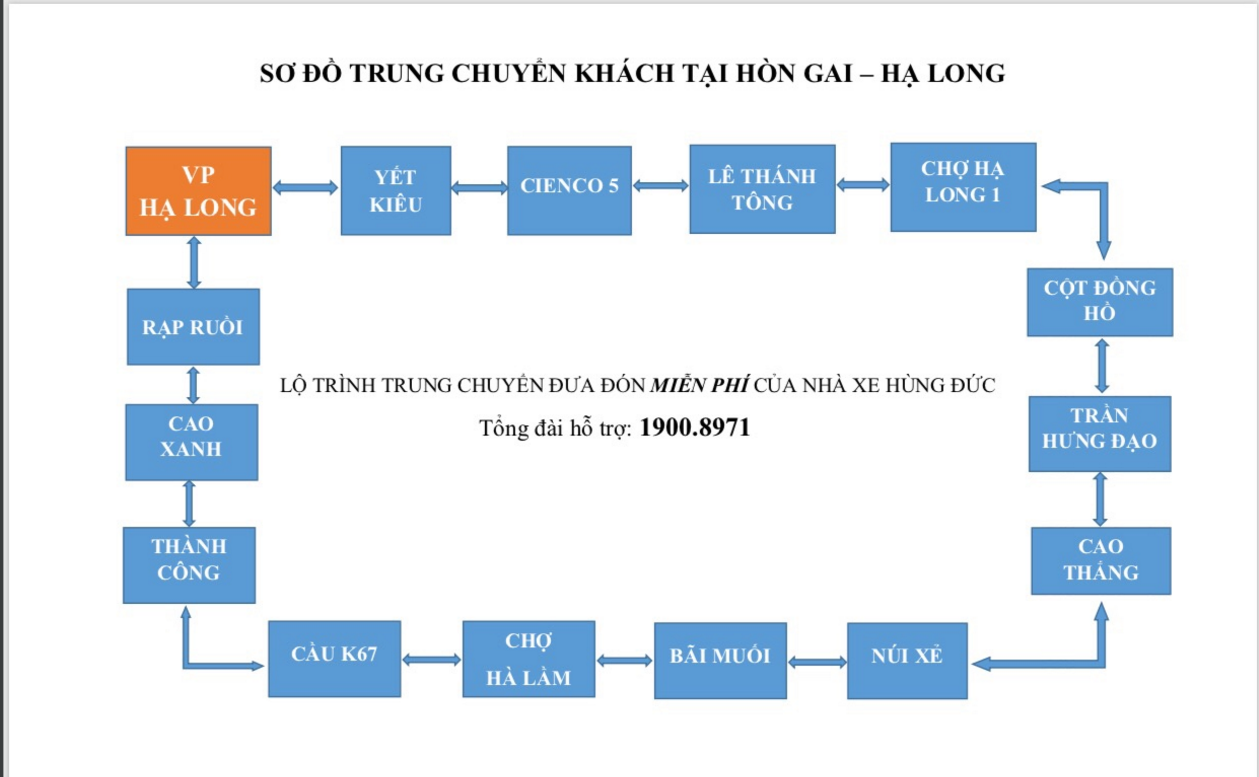 SƠ ĐỒ TRUNG CHUYỂN KHÁCH TẠI HÒN GAI – HẠ LONG
VP
HẠ LONG
YẾT
KIÊU
CIENCO 5
LÊ THÁNH
TÔNG
CHỢ HẠ
LONG 1
CỘT ĐỒNG
HỒ
TRẦN
HƯNG ĐẠO
CAO
THẮNG
NÚI XẺ
BÃI MUỐI
CHỢ
HÀ LẦM
CẦU K67
THÀNH
CÔNG
CAO
XANH
RẠP RUỒI
LỘ TRÌNH TRUNG CHUYỂN ĐƯA ĐÓN MIỄN PHÍ CỦA NHÀ XE HÙNG ĐỨC
Tổng đài hỗ trợ: 1900.8971